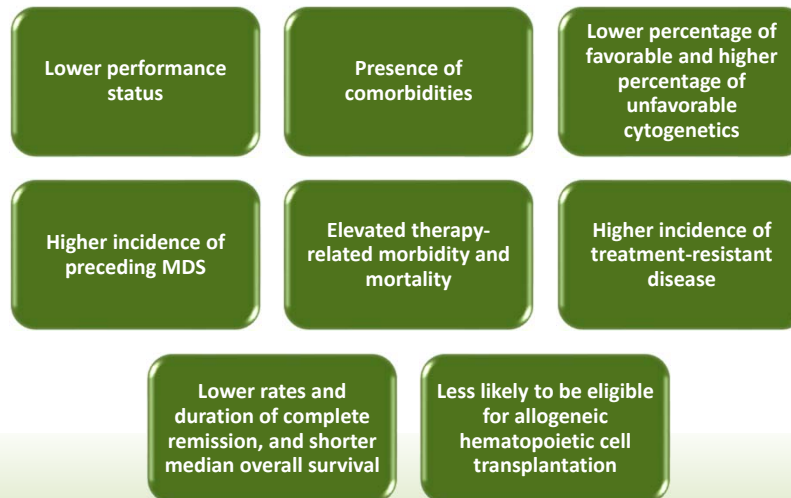 Lower performance
status
Presence of
comorbidities
Lower percentage of
favorable and higher
percentage of
unfavorable
cytogenetics
Higher incidence of
preceding MDS
Elevated therapy-
related morbidity and
mortality
Higher incidence of
treatment-resistant
disease
Lower rates and
duration of complete
remission, and shorter
median overall survival
Less likely to be eligible
for allogeneic
hematopoietic cell
transplantation